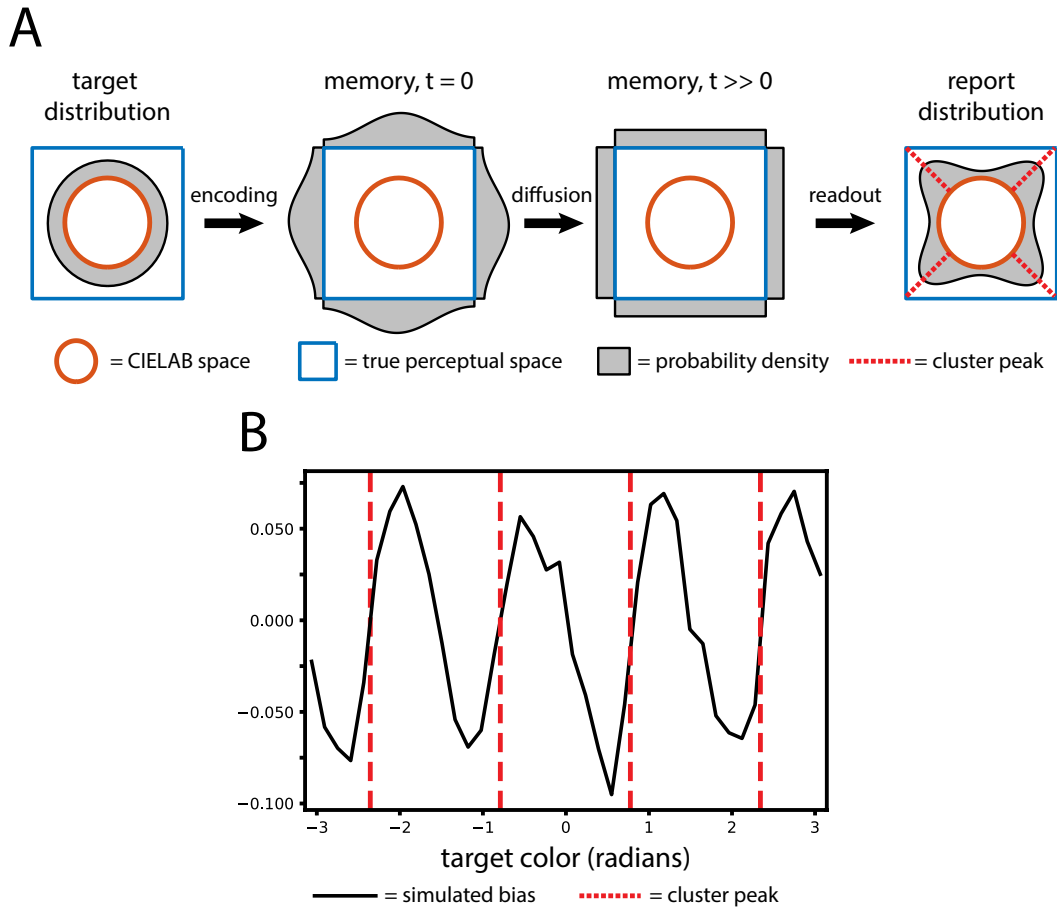 A
target
distribution
memory, t = 0
memory, t >> 0
report
distribution
encoding
diffusion
readout
= CIELAB space
= true perceptual space
= probability density
= cluster peak
B
0.050
0.000
−0.050
−0.100
−3 −2 −1 0 1 2 3
target color (radians)
= simulated bias
= cluster peak